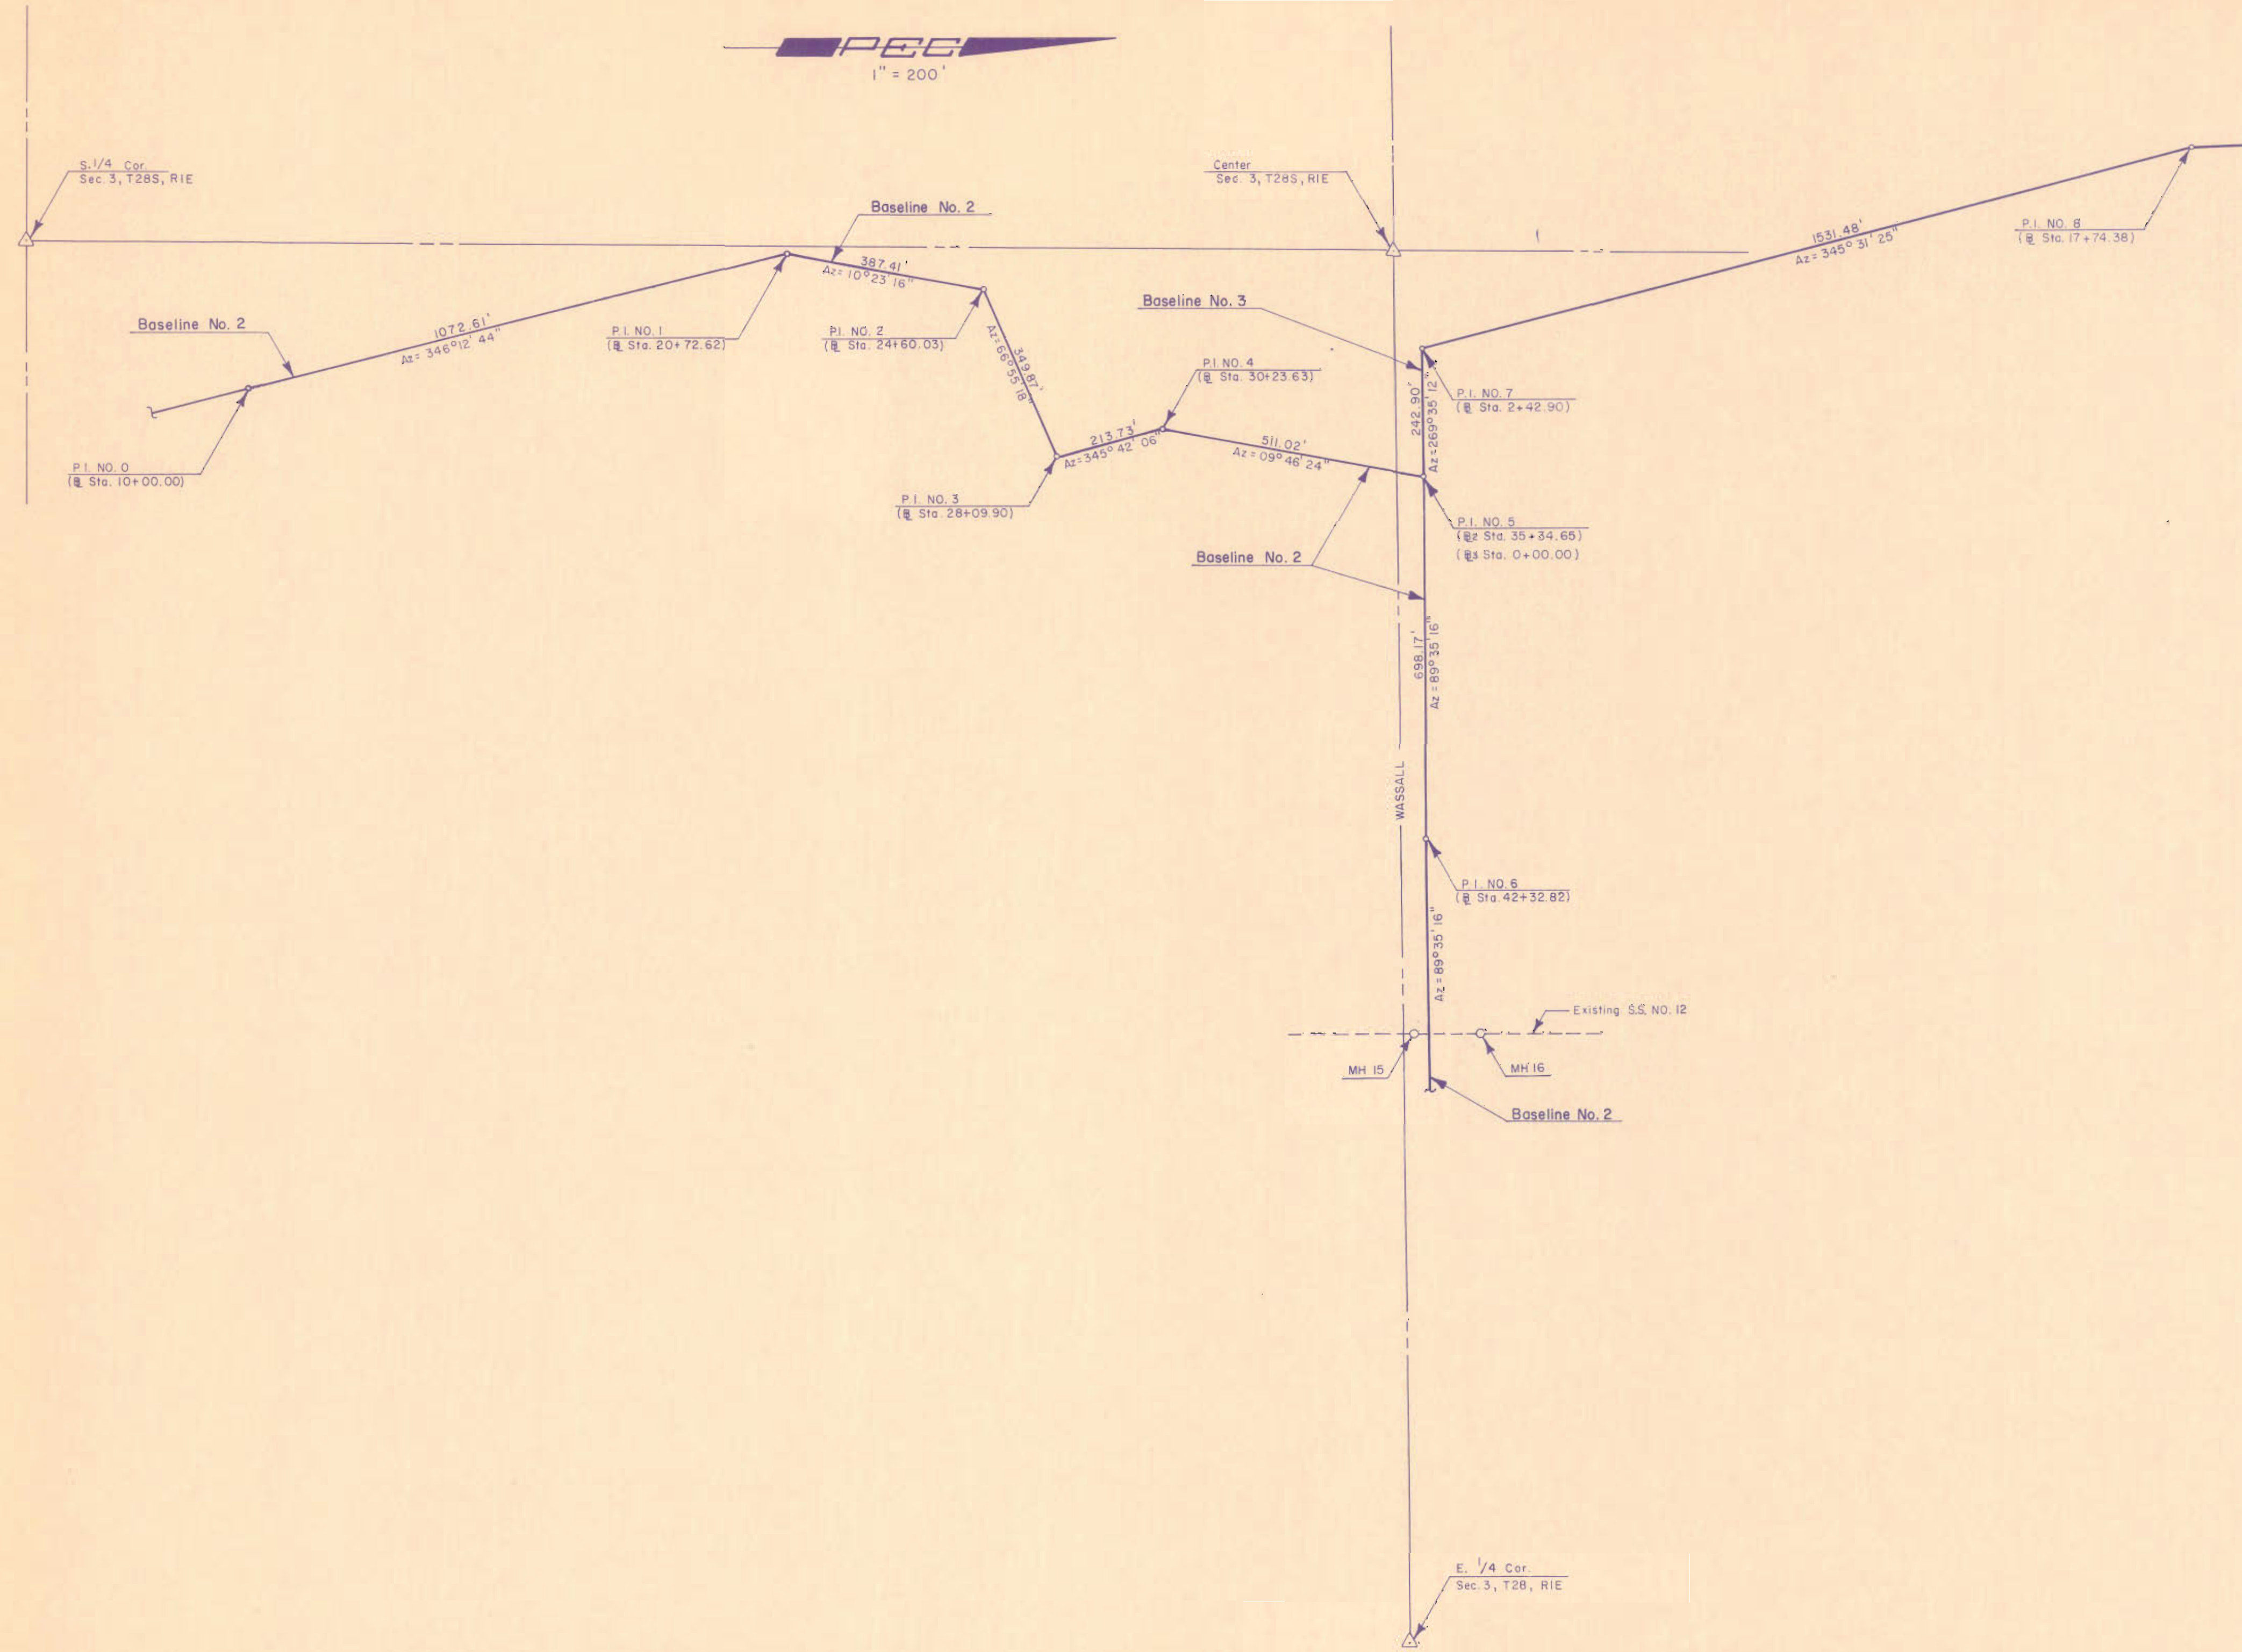 PEC
1" = 200'
S. 1/4 Cor.
Sec. 3, T28S, R1E
Center
Sec. 3, T28S, R1E
Baseline No. 2
387.41'
Az= 10° 23' 16"
Baseline No. 2
1072.61'
Az= 346° 12' 44"
P.I. NO. 0
(℄ Sta. 10+00.00)
P.I. NO. 1
(℄ Sta. 20+72.62)
P.I. NO. 2
(℄ Sta. 24+60.03)
349.87'
Az= 66° 55' 18"
P.I. NO. 3
(℄ Sta. 28+09.90)
213.73'
Az= 345° 42' 06"
P.I. NO. 4
(℄ Sta. 30+23.63)
511.02'
Az = 09° 46' 24"
Baseline No. 2
Baseline No. 3
242.90'
Az = 269° 35' 12"
P.I. NO. 7
(℄ Sta. 2+42.90)
1531.48'
Az = 345° 31' 25"
P.I. NO. 8
(℄ Sta. 17+74.38)
P.I. NO. 5
(℄2 Sta. 35+34.65)
(℄3 Sta. 0+00.00)
698.17'
Az = 89° 35' 16"
WASSALL
P.I. NO. 6
(℄ Sta. 42+32.82)
Az = 89° 35' 16"
Existing S.S. NO. 12
MH 15
MH 16
Baseline No. 2
E. 1/4 Cor.
Sec. 3, T28, R1E